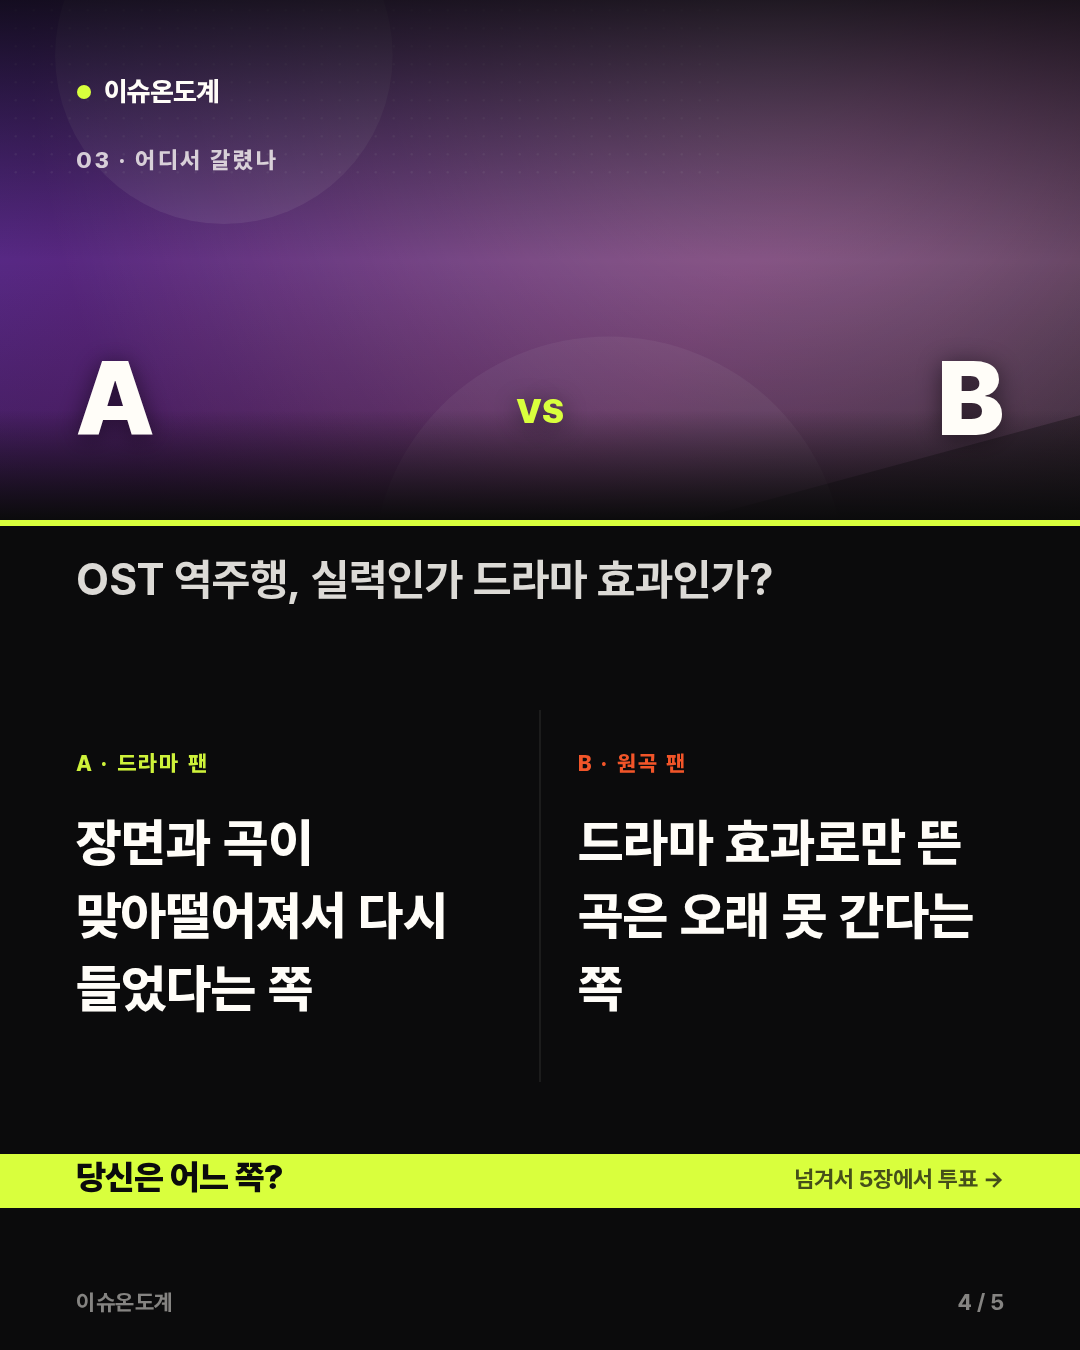 이슈온도계
03 · 어디서 갈렸나
A
vs
B
OST 역주행, 실력인가 드라마 효과인가?
A · 드라마 팬
장면과 곡이
맞아떨어져서 다시
들었다는 쪽
B · 원곡 팬
드라마 효과로만 뜬
곡은 오래 못 간다는
쪽
당신은 어느 쪽?
넘겨서 5장에서 투표 →
이슈온도계
4 / 5